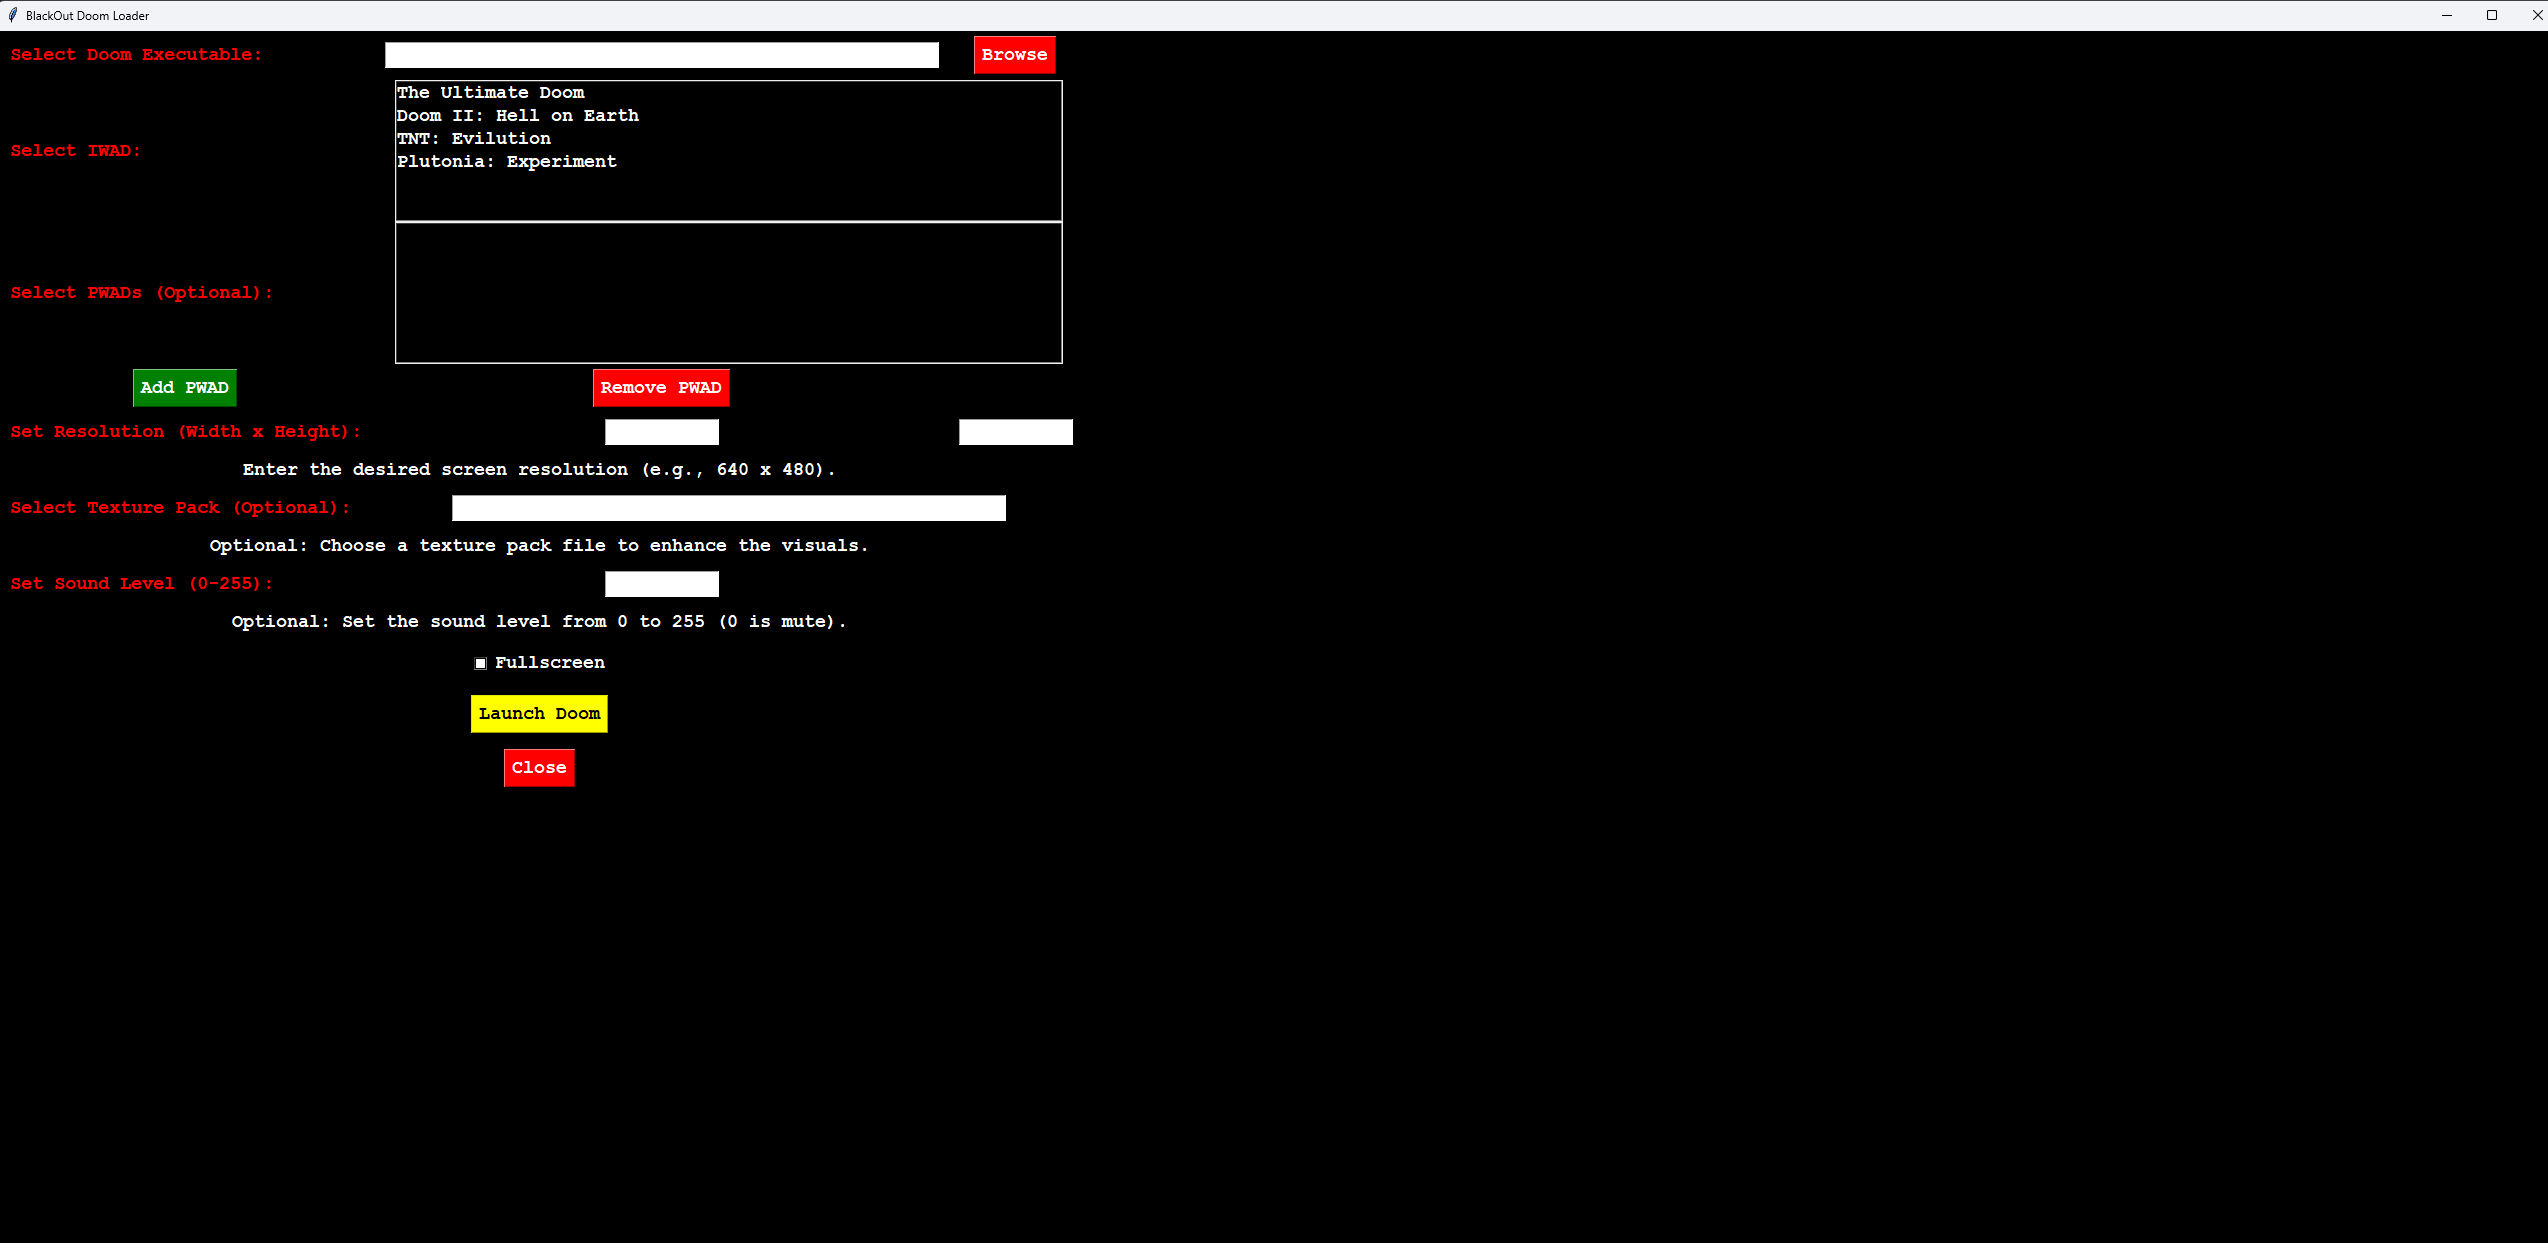 BlackOut Doom Loader
Select Doom Executable:
Browse
The Ultimate Doom
Doom II: Hell on Earth
TNT: Evilution
Plutonia: Experiment
Select IWAD:
Select PWADs (Optional):
Add PWAD
Remove PWAD
Set Resolution (Width x Height):
Enter the desired screen resolution (e.g., 640 x 480).
Select Texture Pack (Optional):
Optional: Choose a texture pack file to enhance the visuals.
Set Sound Level (0-255):
Optional: Set the sound level from 0 to 255 (0 is mute).
Fullscreen
Launch Doom
Close